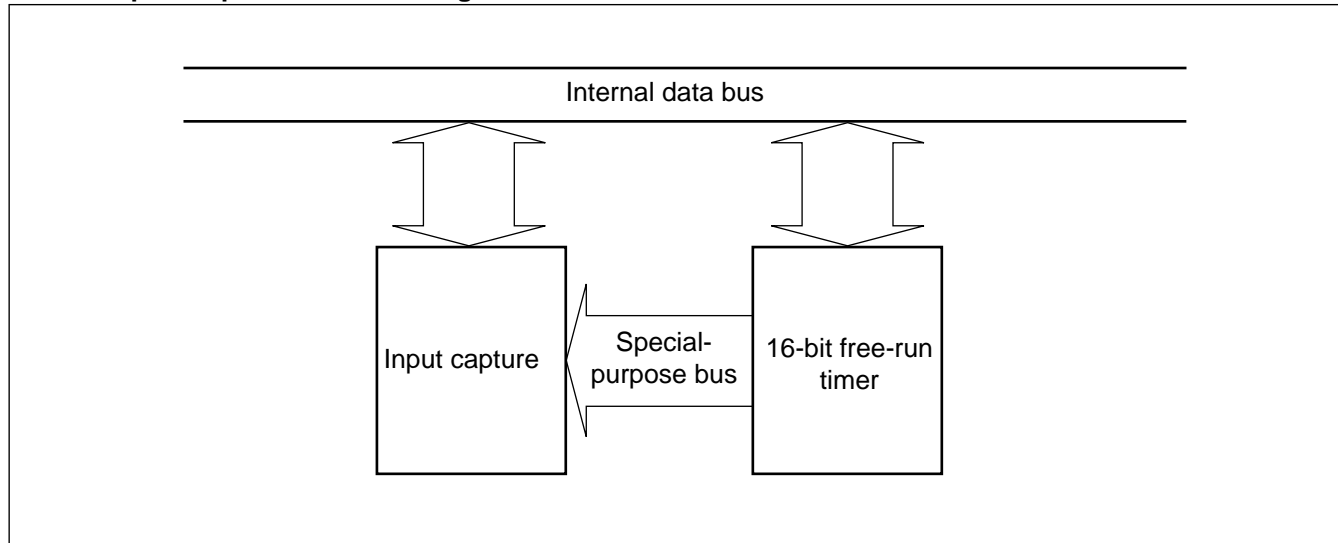 Internal data bus
Input capture
Special-
purpose bus
16-bit free-run
timer